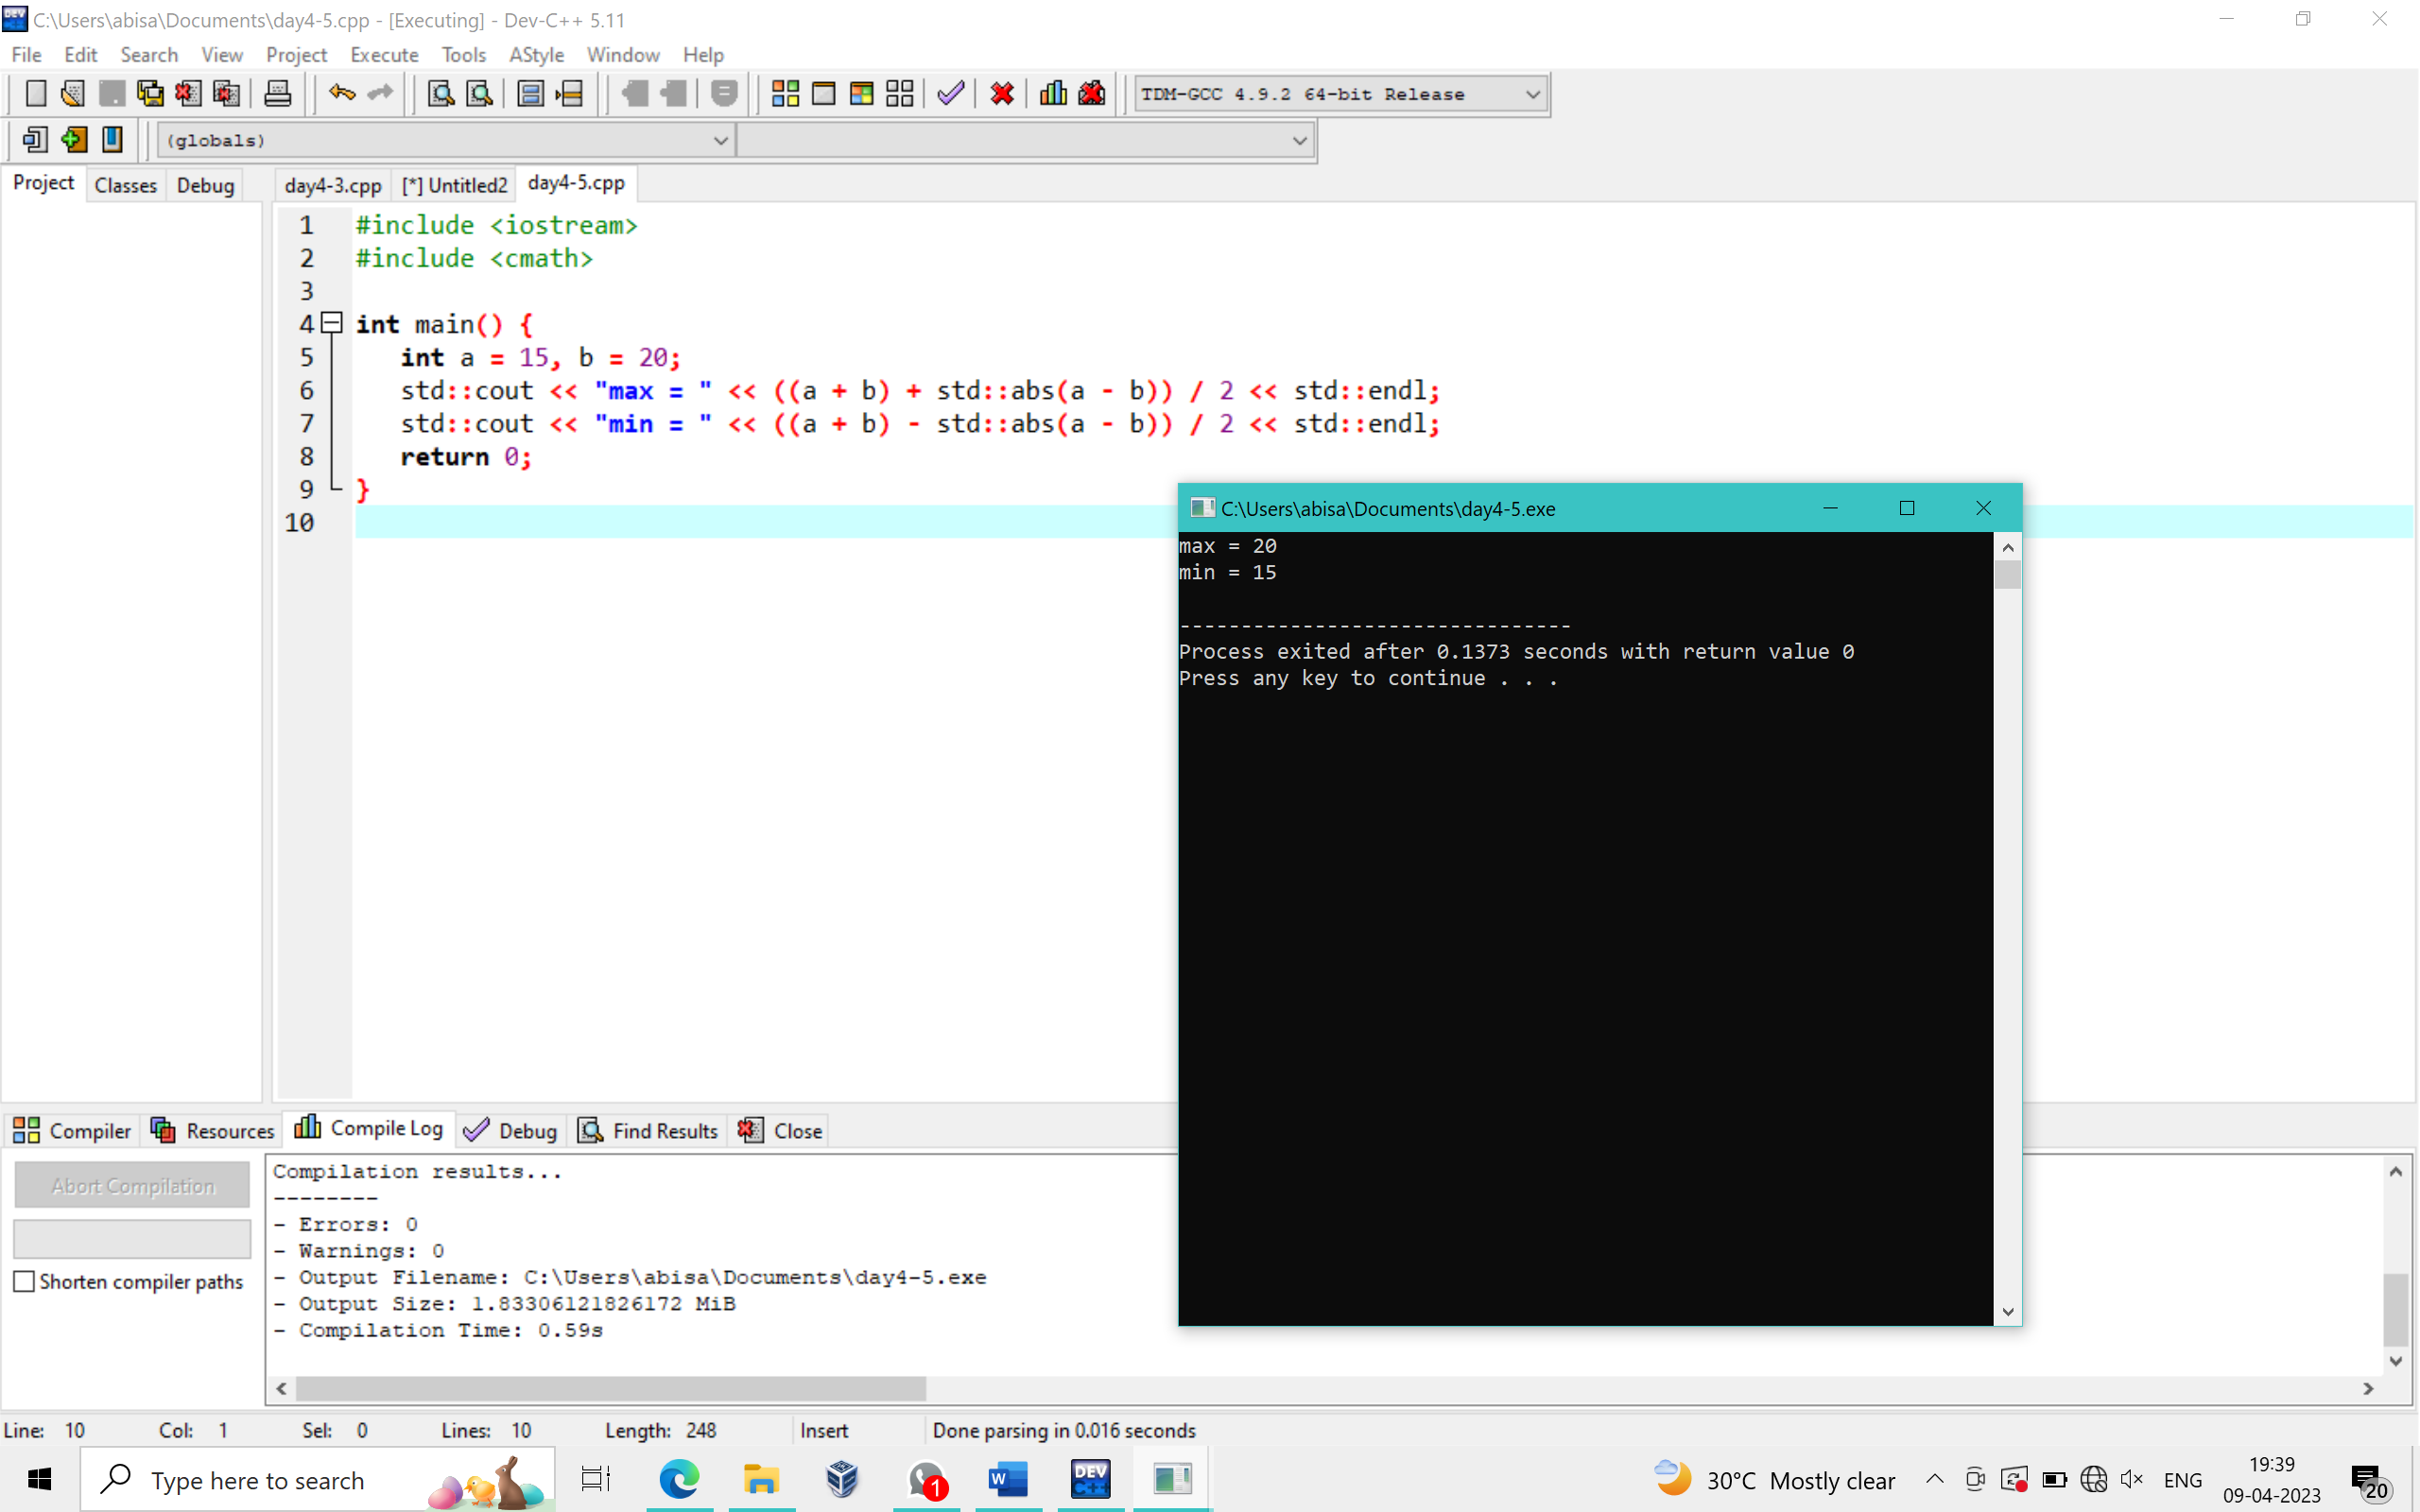 C:\Users\abisa\Documents\day4-5.cpp - [Executing] - Dev-C++ 5.11
File Edit Search View Project Execute Tools AStyle Window Help
TDM-GCC 4.9.2 64-bit Release
(globals)
Project Classes Debug day4-3.cpp [*] Untitled2 day4-5.cpp
1 #include <iostream>
2 #include <cmath>
3
4 int main() {
5 int a = 15, b = 20;
6 std::cout << "max = " << ((a + b) + std::abs(a - b)) / 2 << std::endl;
7 std::cout << "min = " << ((a + b) - std::abs(a - b)) / 2 << std::endl;
8 return 0;
9 }
10
C:\Users\abisa\Documents\day4-5.exe
max = 20
min = 15
--------------------------------
Process exited after 0.1373 seconds with return value 0
Press any key to continue . . .
Compiler Resources Compile Log Debug Find Results Close
Abort Compilation
Shorten compiler paths
Compilation results...
--------
- Errors: 0
- Warnings: 0
- Output Filename: C:\Users\abisa\Documents\day4-5.exe
- Output Size: 1.83306121826172 MiB
- Compilation Time: 0.59s
Line: 10 Col: 1 Sel: 0 Lines: 10 Length: 248 Insert Done parsing in 0.016 seconds
Type here to search
1
W
DEV C++
30°C Mostly clear
ENG
19:39
09-04-2023
20